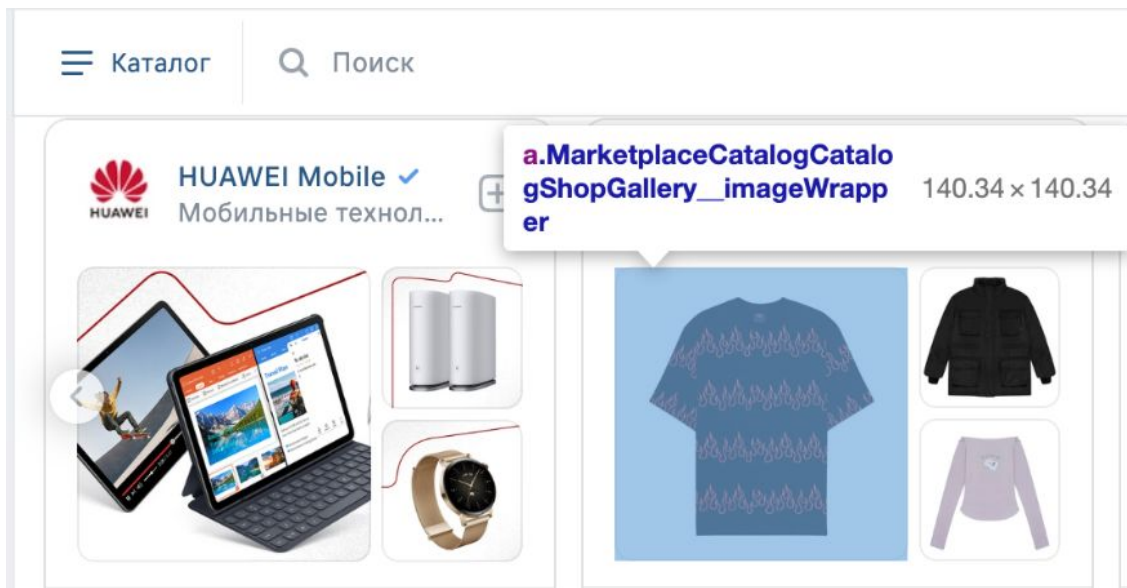 Каталог
Поиск
HUAWEI
HUAWEI Mobile
Мобильные технол...
a.MarketplaceCatalogCatalo
gShopGallery__imageWrapp
er
140.34 × 140.34